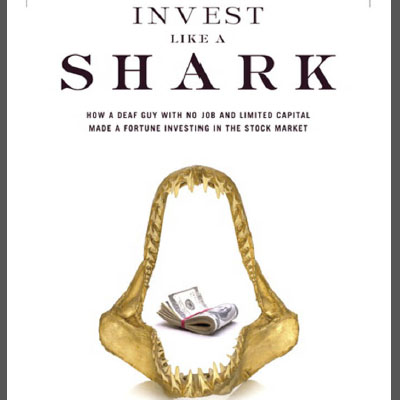 INVEST
LIKE A
SHARK
HOW A DEAF GUY WITH NO JOB AND LIMITED CAPITAL
MADE A FORTUNE INVESTING IN THE STOCK MARKET